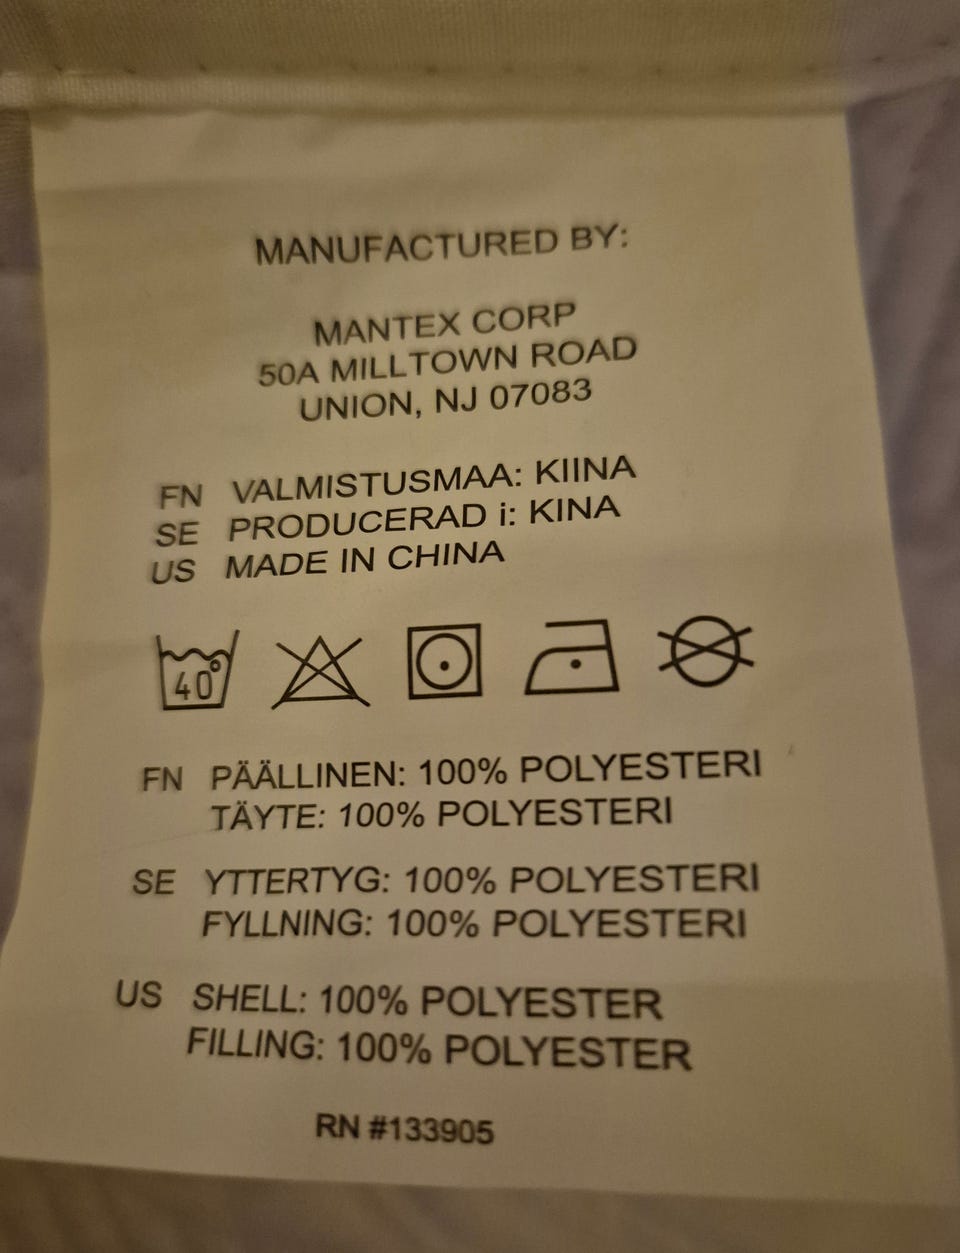 MANUFACTURED BY:
MANTEX CORP
50A MILLTOWN ROAD
UNION, NJ 07083
FN VALMISTUSMAA: KIINA
SE PRODUCERAD i: KINA
US MADE IN CHINA
40°
FN PÄÄLLINEN: 100% POLYESTERI
TÄYTE: 100% POLYESTERI
SE YTTERTYG: 100% POLYESTERI
FYLLNING: 100% POLYESTERI
US SHELL: 100% POLYESTER
FILLING: 100% POLYESTER
RN #133905